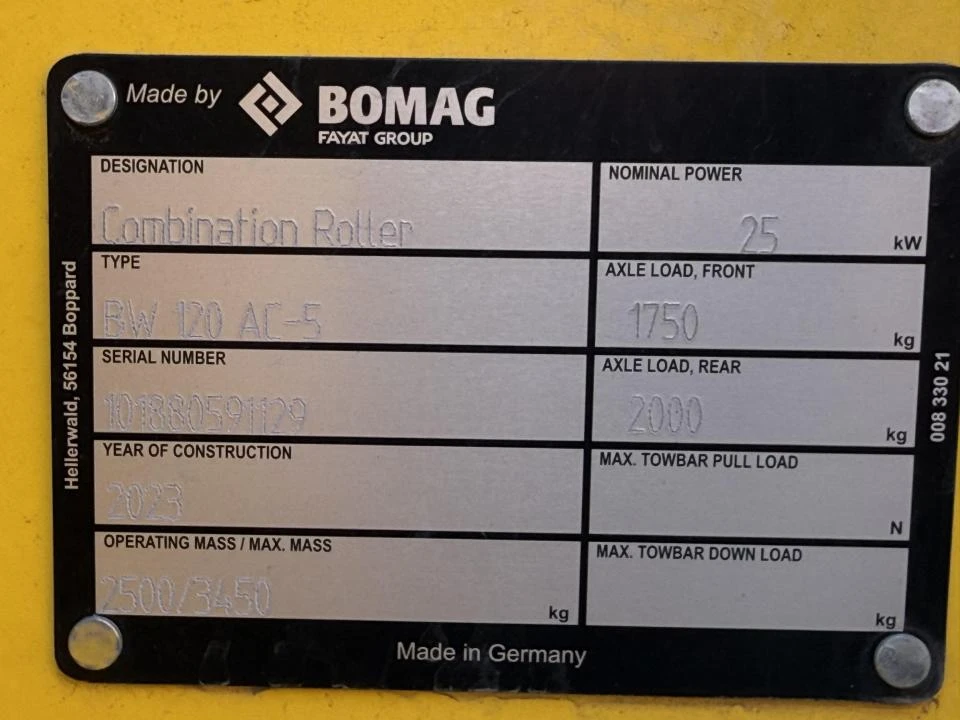 Made by BOMAG
FAYAT GROUP
DESIGNATION
Combination Roller
NOMINAL POWER
25 kW
TYPE
BW 120 AC-5
AXLE LOAD, FRONT
1750 kg
SERIAL NUMBER
101880591129
AXLE LOAD, REAR
2000 kg
YEAR OF CONSTRUCTION
2023
MAX. TOWBAR PULL LOAD
N
OPERATING MASS / MAX. MASS
2500/3450 kg
MAX. TOWBAR DOWN LOAD
kg
Made in Germany
Hellerwald, 56154 Boppard
008 330 21